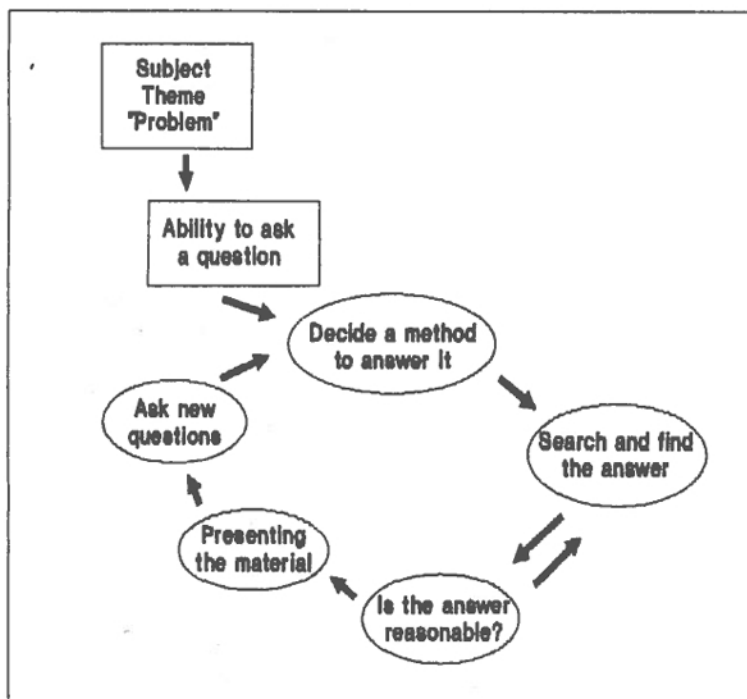 Subject
Theme
"Problem"
Ability to ask
a question
Decide a method
to answer it
Search and find
the answer
Is the answer
reasonable?
Presenting
the material
Ask new
questions